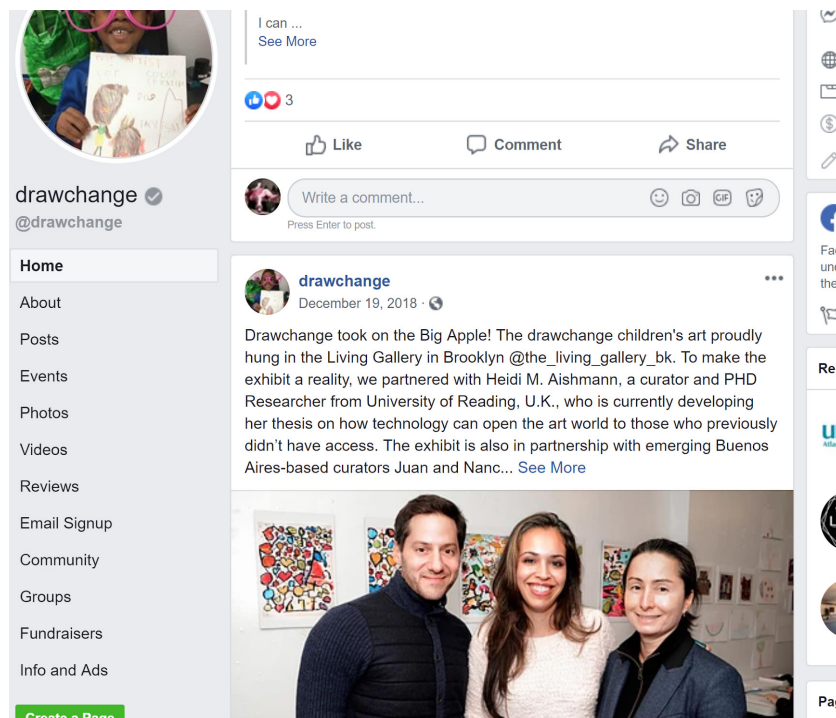 I can ...
See More
3
Like
Comment
Share
Write a comment...
GIF
Press Enter to post.
drawchange
@drawchange
Home
About
Posts
Events
Photos
Videos
Reviews
Email Signup
Community
Groups
Fundraisers
Info and Ads
Create a Page
drawchange
December 19, 2018 ·
Drawchange took on the Big Apple! The drawchange children's art proudly
hung in the Living Gallery in Brooklyn @the_living_gallery_bk. To make the
exhibit a reality, we partnered with Heidi M. Aishmann, a curator and PHD
Researcher from University of Reading, U.K., who is currently developing
her thesis on how technology can open the art world to those who previously
didn’t have access. The exhibit is also in partnership with emerging Buenos
Aires-based curators Juan and Nanc... See More